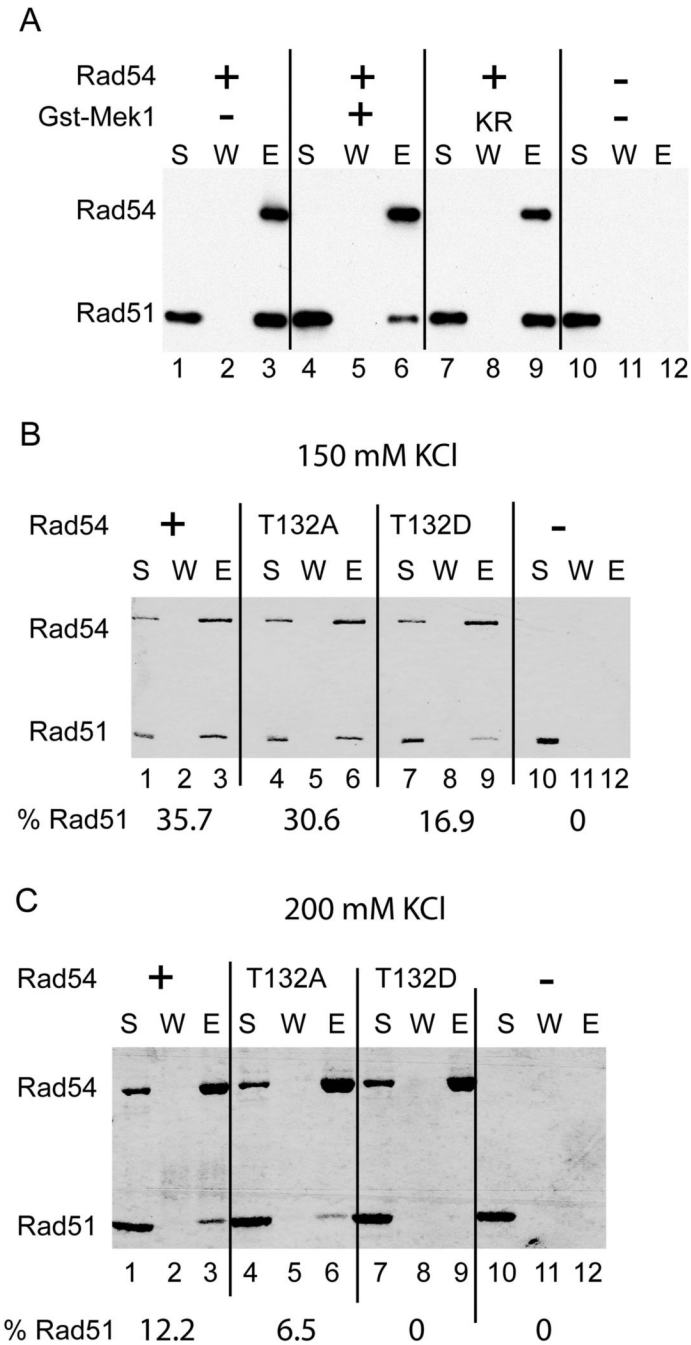 A
Rad54 + + + -
Gst-Mek1 - + KR -
S W E S W E S W E S W E
Rad54
Rad51
1 2 3 4 5 6 7 8 9 10 11 12
B
150 mM KCl
Rad54 + T132A T132D -
S W E S W E S W E S W E
Rad54
Rad51
1 2 3 4 5 6 7 8 9 10 11 12
% Rad51 35.7 30.6 16.9 0
C
200 mM KCl
Rad54 + T132A T132D -
S W E S W E S W E S W E
Rad54
Rad51
1 2 3 4 5 6 7 8 9 10 11 12
% Rad51 12.2 6.5 0 0